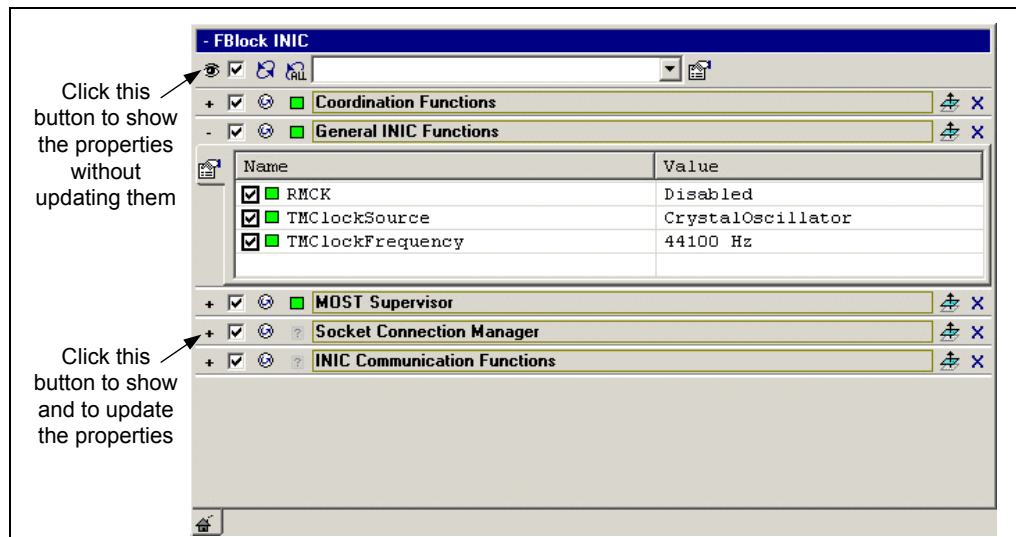 - FBlock INIC
ALL
Click this
button to show
the properties
without
updating them
+ Coordination Functions X
- General INIC Functions X
Name Value
RMCK Disabled
TMClockSource CrystalOscillator
TMClockFrequency 44100 Hz
+ MOST Supervisor X
+ ? Socket Connection Manager X
+ ? INIC Communication Functions X
Click this
button to show
and to update
the properties